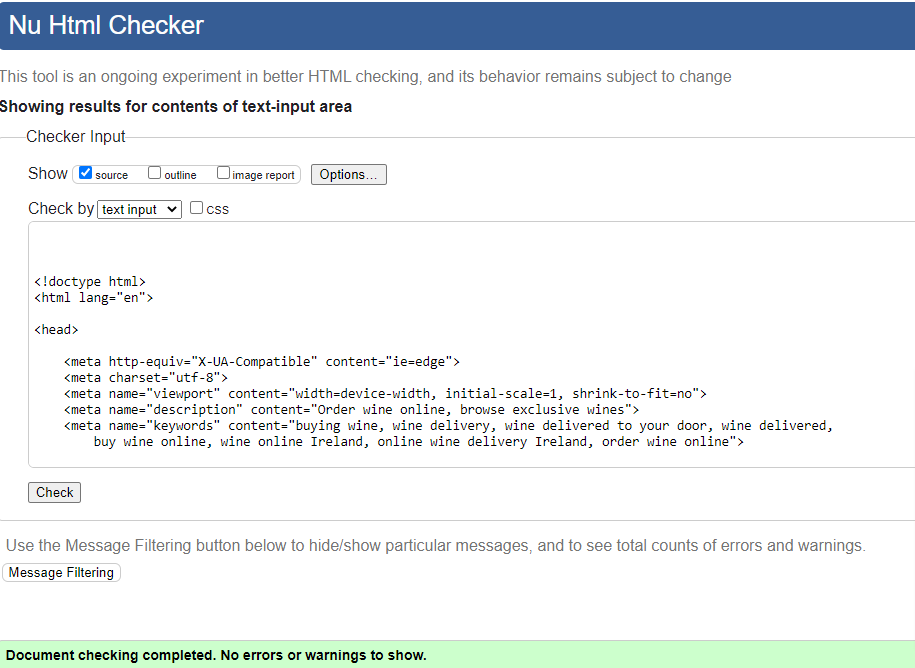 Nu Html Checker
This tool is an ongoing experiment in better HTML checking, and its behavior remains subject to change
Showing results for contents of text-input area
Checker Input
Show source outline image report Options...
Check by text input css
<!doctype html>
<html lang="en">
<head>
<meta http-equiv="X-UA-Compatible" content="ie=edge">
<meta charset="utf-8">
<meta name="viewport" content="width=device-width, initial-scale=1, shrink-to-fit=no">
<meta name="description" content="Order wine online, browse exclusive wines">
<meta name="keywords" content="buying wine, wine delivery, wine delivered to your door, wine delivered,
buy wine online, wine online Ireland, online wine delivery Ireland, order wine online">
Check
Use the Message Filtering button below to hide/show particular messages, and to see total counts of errors and warnings.
Message Filtering
Document checking completed. No errors or warnings to show.